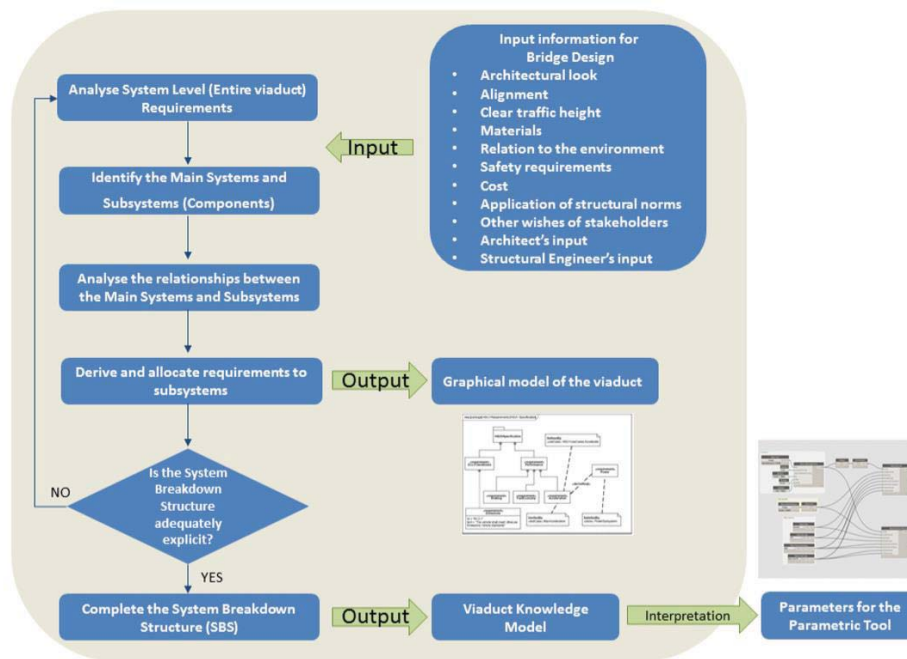 Analyse System Level (Entire viaduct)
Requirements
Identify the Main Systems and
Subsystems (Components)
Analyse the relationships between
the Main Systems and Subsystems
Derive and allocate requirements to
subsystems
Is the System
Breakdown
Structure
adequately
explicit?
NO
YES
Complete the System Breakdown
Structure (SBS)
Input
Input information for
Bridge Design
• Architectural look
• Alignment
• Clear traffic height
• Materials
• Relation to the environment
• Safety requirements
• Cost
• Application of structural norms
• Other wishes of stakeholders
• Architect's input
• Structural Engineer's input
Output
Graphical model of the viaduct
Output
Viaduct Knowledge
Model
Interpretation
Parameters for the
Parametric Tool